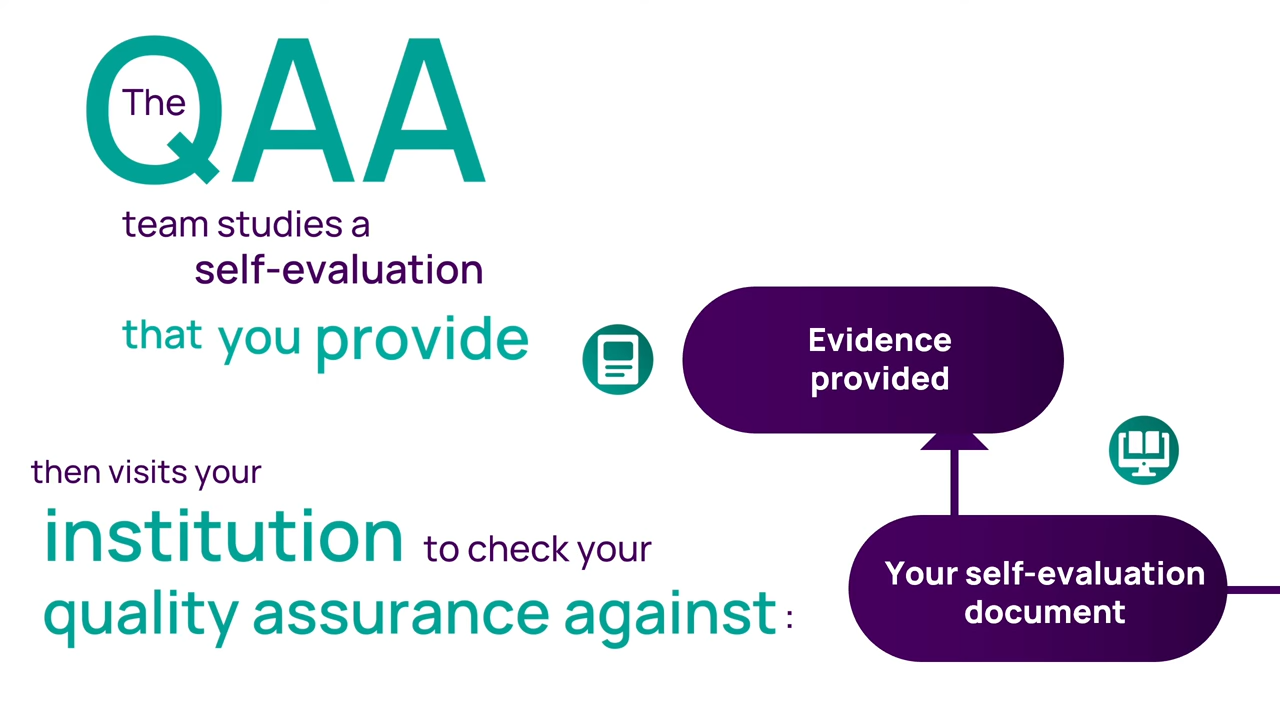 The
QAA
team studies a
self-evaluation
that you provide
then visits your
institution to check your
quality assurance against:
Evidence
provided
Your self-evaluation
document